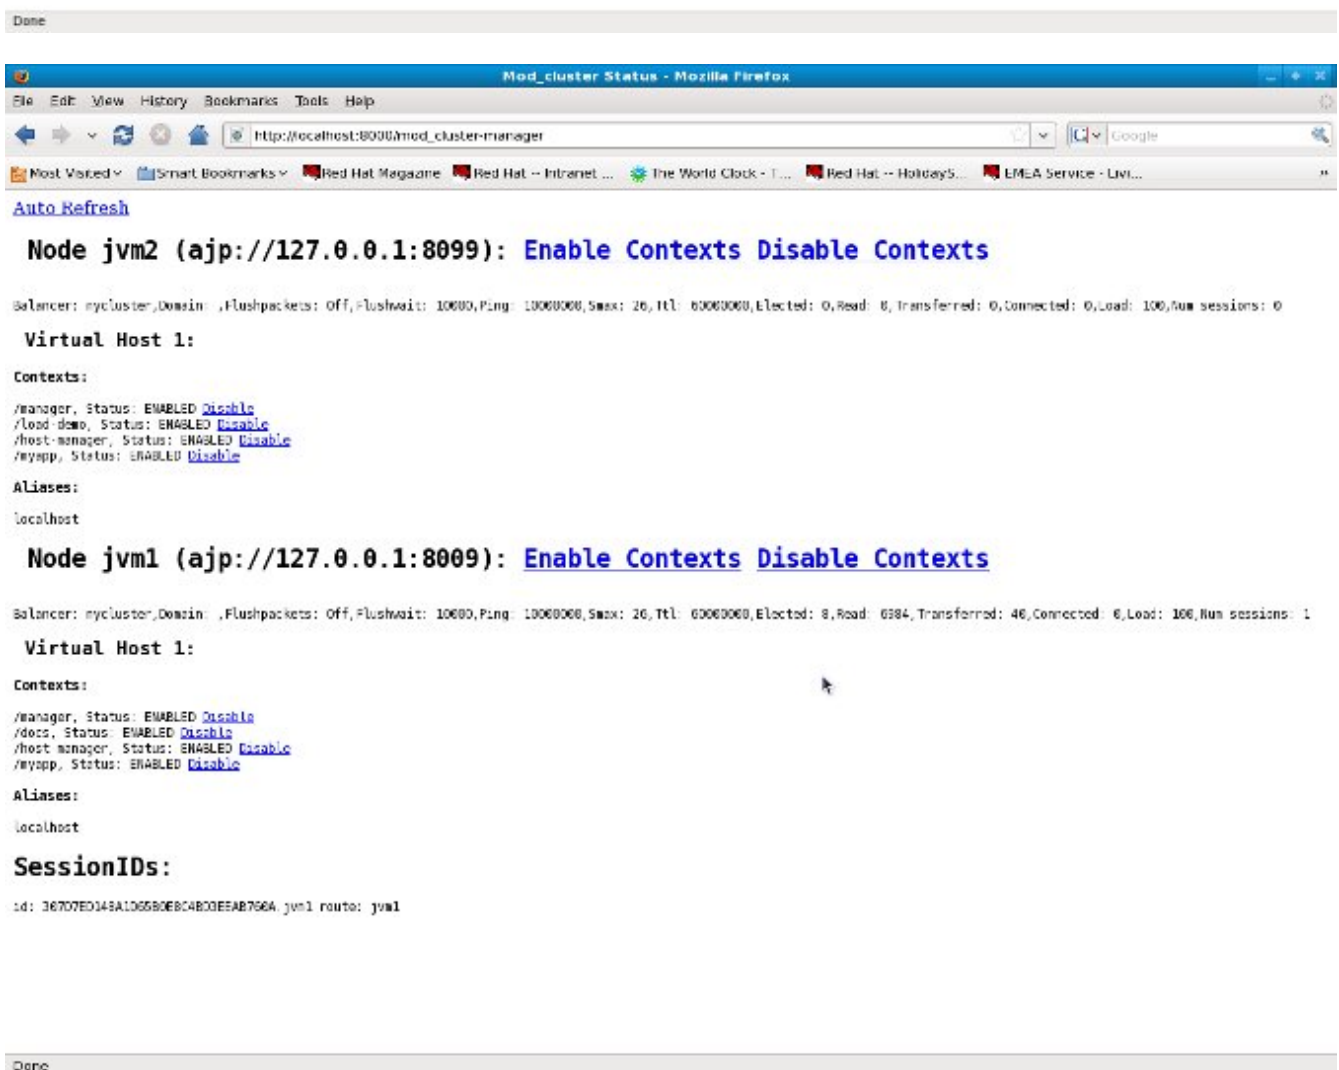 Done
Mod_cluster Status - Mozilla Firefox
File Edit View History Bookmarks Tools Help
http://localhost:8000/mod_cluster-manager Google
Most Visited Smart Bookmarks Red Hat Magazine Red Hat -- Intranet ... The World Clock - T... Red Hat -- HolidayS... EMEA Service - Livi... »
Auto Refresh
Node jvm2 (ajp://127.0.0.1:8099): Enable Contexts Disable Contexts
Balancer: mycluster,Domain: ,Flushpackets: Off,Flushwait: 10000,Ping: 10000000,Smax: 26,Ttl: 60000000,Elected: 0,Read: 0,Transferred: 0,Connected: 0,Load: 100,Num sessions: 0
Virtual Host 1:
Contexts:
/manager, Status: ENABLED Disable
/load-demo, Status: ENABLED Disable
/host-manager, Status: ENABLED Disable
/myapp, Status: ENABLED Disable
Aliases:
localhost
Node jvm1 (ajp://127.0.0.1:8009): Enable Contexts Disable Contexts
Balancer: mycluster,Domain: ,Flushpackets: Off,Flushwait: 10000,Ping: 10000000,Smax: 26,Ttl: 60000000,Elected: 8,Read: 6984,Transferred: 46,Connected: 0,Load: 100,Num sessions: 1
Virtual Host 1:
Contexts:
/manager, Status: ENABLED Disable
/docs, Status: ENABLED Disable
/host-manager, Status: ENABLED Disable
/myapp, Status: ENABLED Disable
Aliases:
localhost
SessionIDs:
id: route: jvm1
Done